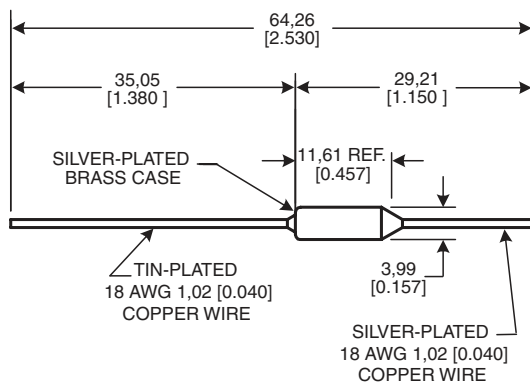 64,26
[2.530]
35,05
[1.380 ]
29,21
[1.150 ]
11,61 REF.
[0.457]
SILVER-PLATED
BRASS CASE
TIN-PLATED
18 AWG 1,02 [0.040]
COPPER WIRE
3,99
[0.157]
SILVER-PLATED
18 AWG 1,02 [0.040]
COPPER WIRE